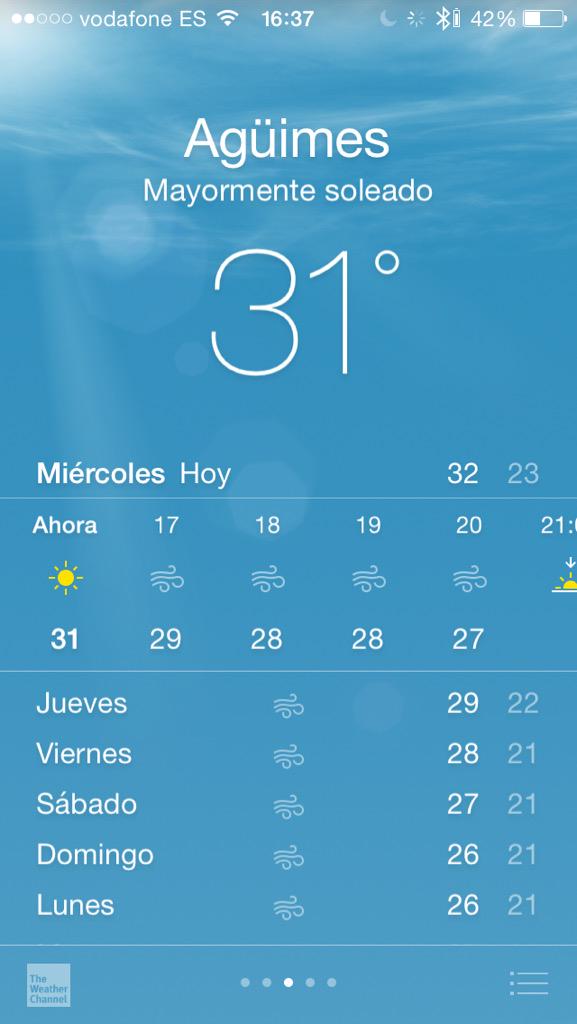 vodafone ES 16:37 42%
Agüimes
Mayormente soleado
31°
Miércoles Hoy 32 23
Ahora 17 18 19 20 21:0
31 29 28 28 27
Jueves 29 22
Viernes 28 21
Sábado 27 21
Domingo 26 21
Lunes 26 21
The
Weather
Channel